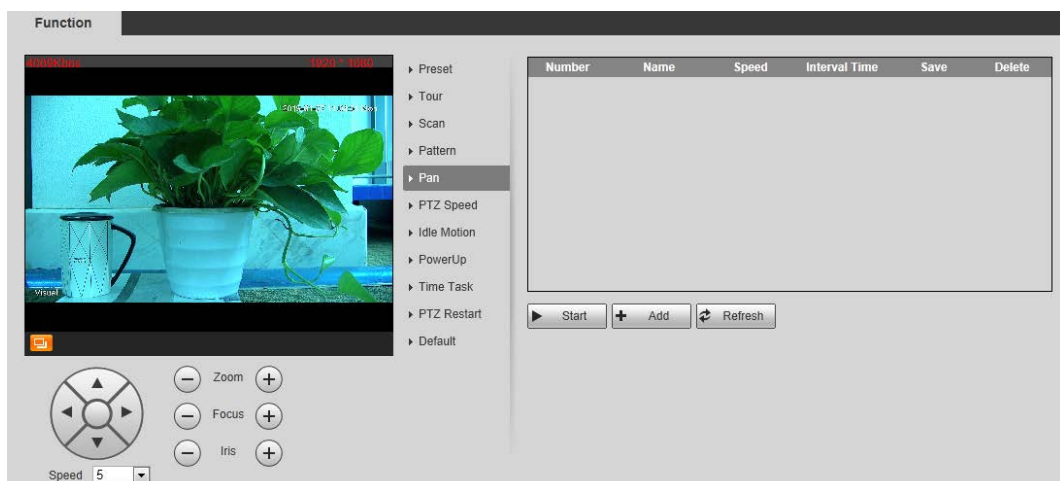 Function
4009Kbps 1920 * 1080
Visual
Preset
Tour
Scan
Pattern
Pan
PTZ Speed
Idle Motion
PowerUp
Time Task
PTZ Restart
Default
Number Name Speed Interval Time Save Delete
Start Add Refresh
Zoom
Focus
Iris
Speed 5